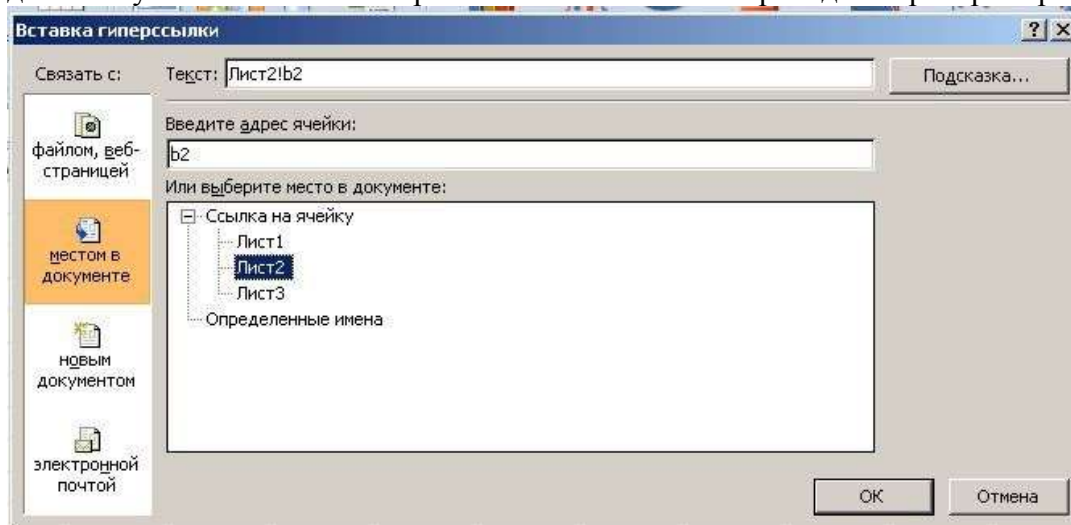 Вставка гиперссылки
Связать с:
Текст: Лист2!b2
Подсказка...
файлом, веб-
страницей
Введите адрес ячейки:
b2
Или выберите место в документе:
местом в
документе
Ссылка на ячейку
Лист1
Лист2
Лист3
Определенные имена
новым
документом
электронной
почтой
ОК
Отмена